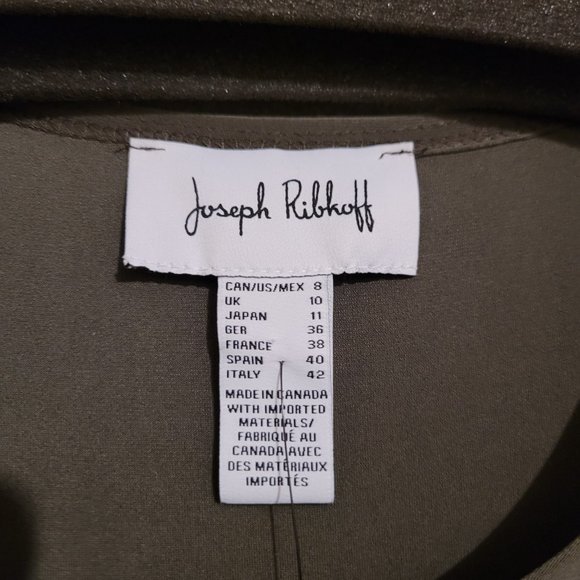 Joseph Ribkoff
CAN/US/MEX 8
UK 10
JAPAN 11
GER 36
FRANCE 38
SPAIN 40
ITALY 42
MADE IN CANADA
WITH IMPORTED
MATERIALS/
FABRIQUÉ AU
CANADA AVEC
DES MATÉRIAUX
IMPORTÉS